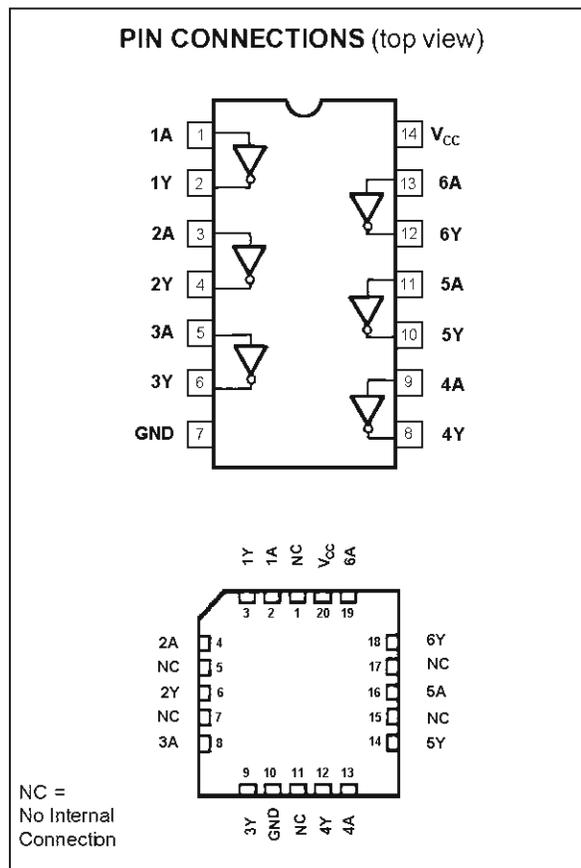 PIN CONNECTIONS (top view)
1A 1 14 VCC
1Y 2 13 6A
2A 3 12 6Y
2Y 4 11 5A
3A 5 10 5Y
3Y 6 9 4A
GND 7 8 4Y
1Y 1A NC VCC 6A
3 2 1 20 19
2A 4 18 6Y
NC 5 17 NC
2Y 6 16 5A
NC 7 15 NC
3A 8 14 5Y
9 10 11 12 13
3Y GND NC 4Y 4A
NC =
No Internal
Connection